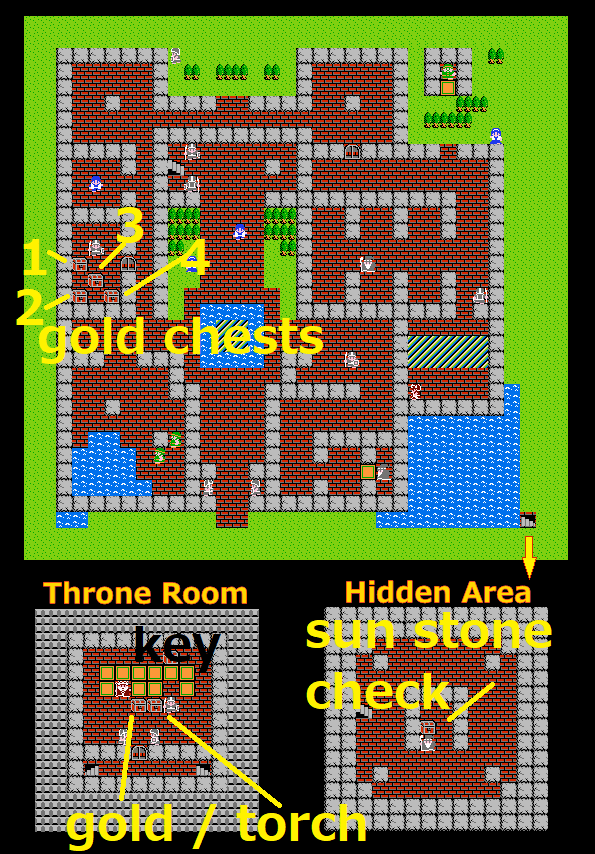 3
1
4
2
gold chests
Throne Room
Hidden Area
key
sun stone
check
gold / torch